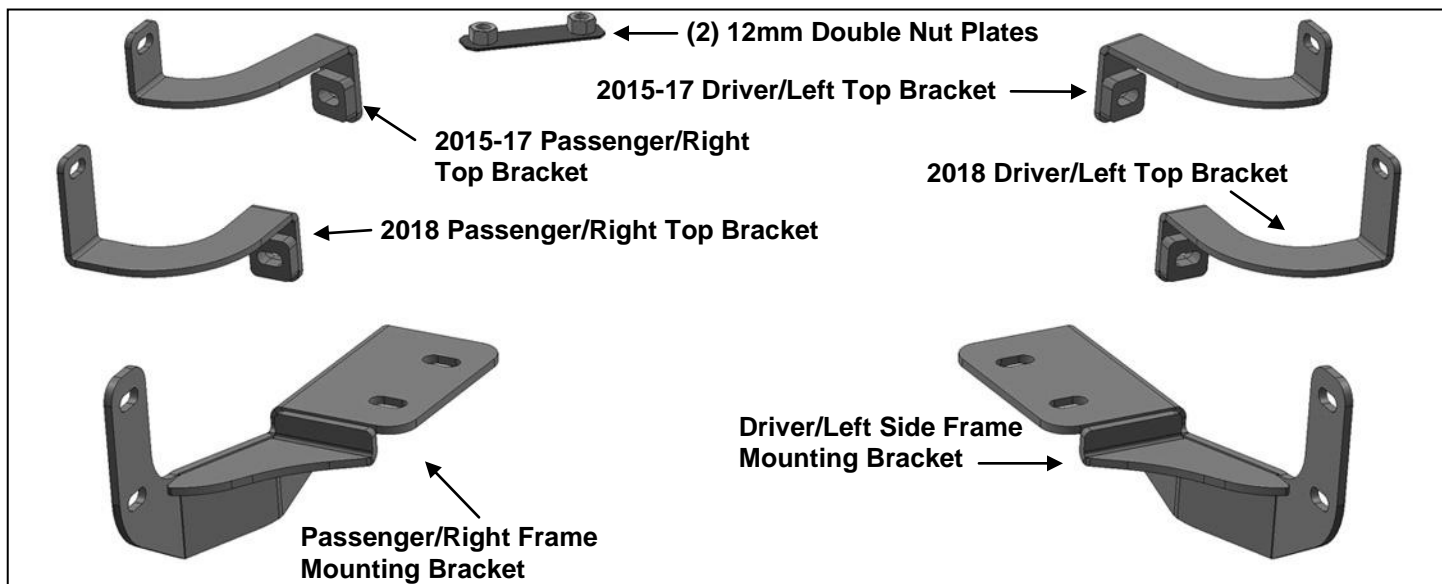 (2) 12mm Double Nut Plates
2015-17 Driver/Left Top Bracket
2015-17 Passenger/Right
Top Bracket
2018 Driver/Left Top Bracket
2018 Passenger/Right Top Bracket
Driver/Left Side Frame
Mounting Bracket
Passenger/Right Frame
Mounting Bracket